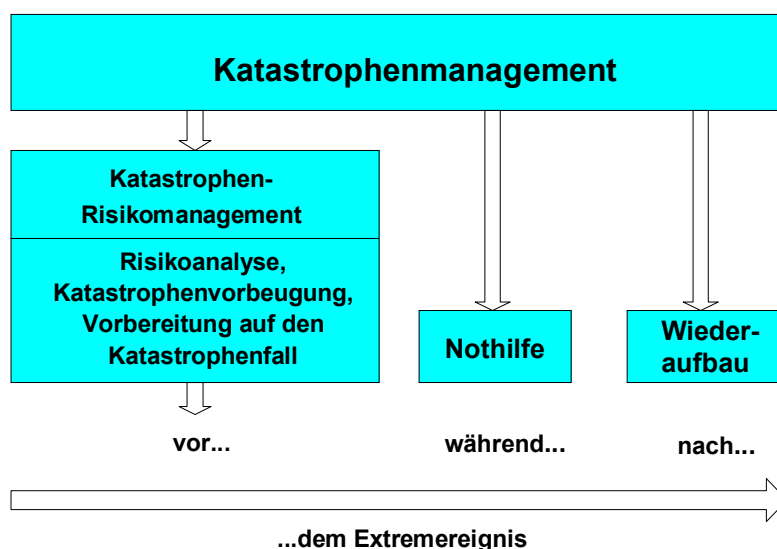 Katastrophenmanagement
Katastrophen-
Risikomanagement
Risikoanalyse,
Katastrophenvorbeugung,
Vorbereitung auf den
Katastrophenfall
Nothilfe
Wieder-
aufbau
vor...
während...
nach...
...dem Extremereignis